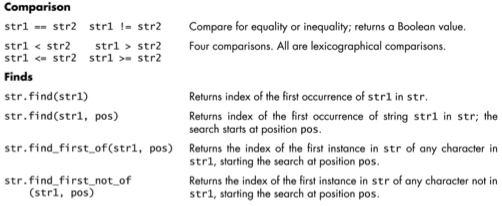 Comparison
str1 == str2 str1 != str2 Compare for equality or inequality; returns a Boolean value.
str1 < str2 str1 > str2 Four comparisons. All are lexicographical comparisons.
str1 <= str2 str1 >= str2
Finds
str.find(str1) Returns index of the first occurrence of str1 in str.
str.find(str1, pos) Returns index of the first occurrence of string str1 in str; the
search starts at position pos.
str.find_first_of(str1, pos) Returns the index of the first instance in str of any character in
str1, starting the search at position pos.
str.find_first_not_of Returns the index of the first instance in str of any character not in
(str1, pos) str1, starting the search at position pos.